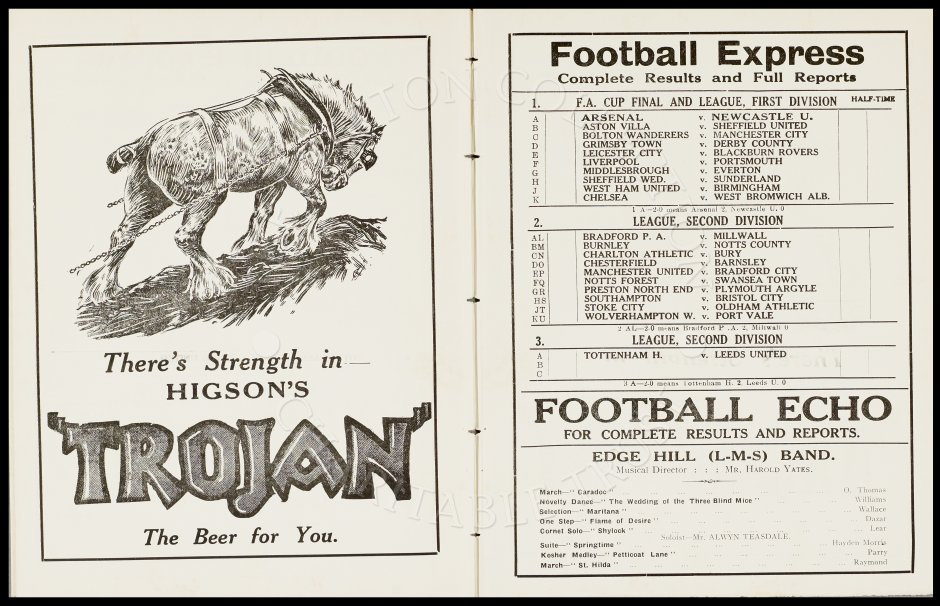 There's Strength in
HIGSON'S
"TROJAN"
The Beer for You.
Football Express
Complete Results and Full Reports
1. F.A. CUP FINAL AND LEAGUE, FIRST DIVISION HALF-TIME
A ARSENAL v. NEWCASTLE U.
B ASTON VILLA v. SHEFFIELD UNITED
C BOLTON WANDERERS v. MANCHESTER CITY
D GRIMSBY TOWN v. DERBY COUNTY
E LEICESTER CITY v. BLACKBURN ROVERS
F LIVERPOOL v. PORTSMOUTH
G MIDDLESBROUGH v. EVERTON
H SHEFFIELD WED. v. SUNDERLAND
J WEST HAM UNITED v. BIRMINGHAM
K CHELSEA v. WEST BROMWICH ALB.
1 A—2-0 means Arsenal 2, Newcastle U. 0
2. LEAGUE, SECOND DIVISION
AL BRADFORD P. A. v. MILLWALL
BM BURNLEY v. NOTTS COUNTY
CN CHARLTON ATHLETIC v. BURY
DO CHESTERFIELD v. BARNSLEY
EP MANCHESTER UNITED v. BRADFORD CITY
FQ NOTTS FOREST v. SWANSEA TOWN
GR PRESTON NORTH END v. PLYMOUTH ARGYLE
HS SOUTHAMPTON v. BRISTOL CITY
JT STOKE CITY v. OLDHAM ATHLETIC
KU WOLVERHAMPTON W. v. PORT VALE
2 AL—2-0 means Bradford P .A. 2, Millwall 0
3. LEAGUE, SECOND DIVISION
A TOTTENHAM H. v. LEEDS UNITED
B
C
3 A—2-0 means Tottenham H. 2, Leeds U. 0
FOOTBALL ECHO
FOR COMPLETE RESULTS AND REPORTS.
EDGE HILL (L-M-S) BAND.
Musical Director : : : MR. HAROLD YATES.
March—"Caradoc" ... O. Thomas
Novelty Dance—"The Wedding of the Three Blind Mice" ... Williams
Selection—"Maritana" ... Wallace
One Step—"Flame of Desire" ... Dazar
Cornet Solo—"Shylock" ... Lear
Soloist—Mr. ALWYN TEASDALE.
Suite—"Springtime" ... Hayden Morris
Kosher Medley—"Petticoat Lane" ... Parry
March—"St. Hilda" ... Raymond